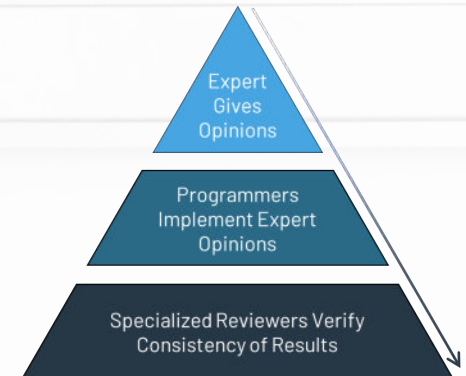 Expert
Gives
Opinions
Programmers
Implement Expert
Opinions
Specialized Reviewers Verify
Consistency of Results